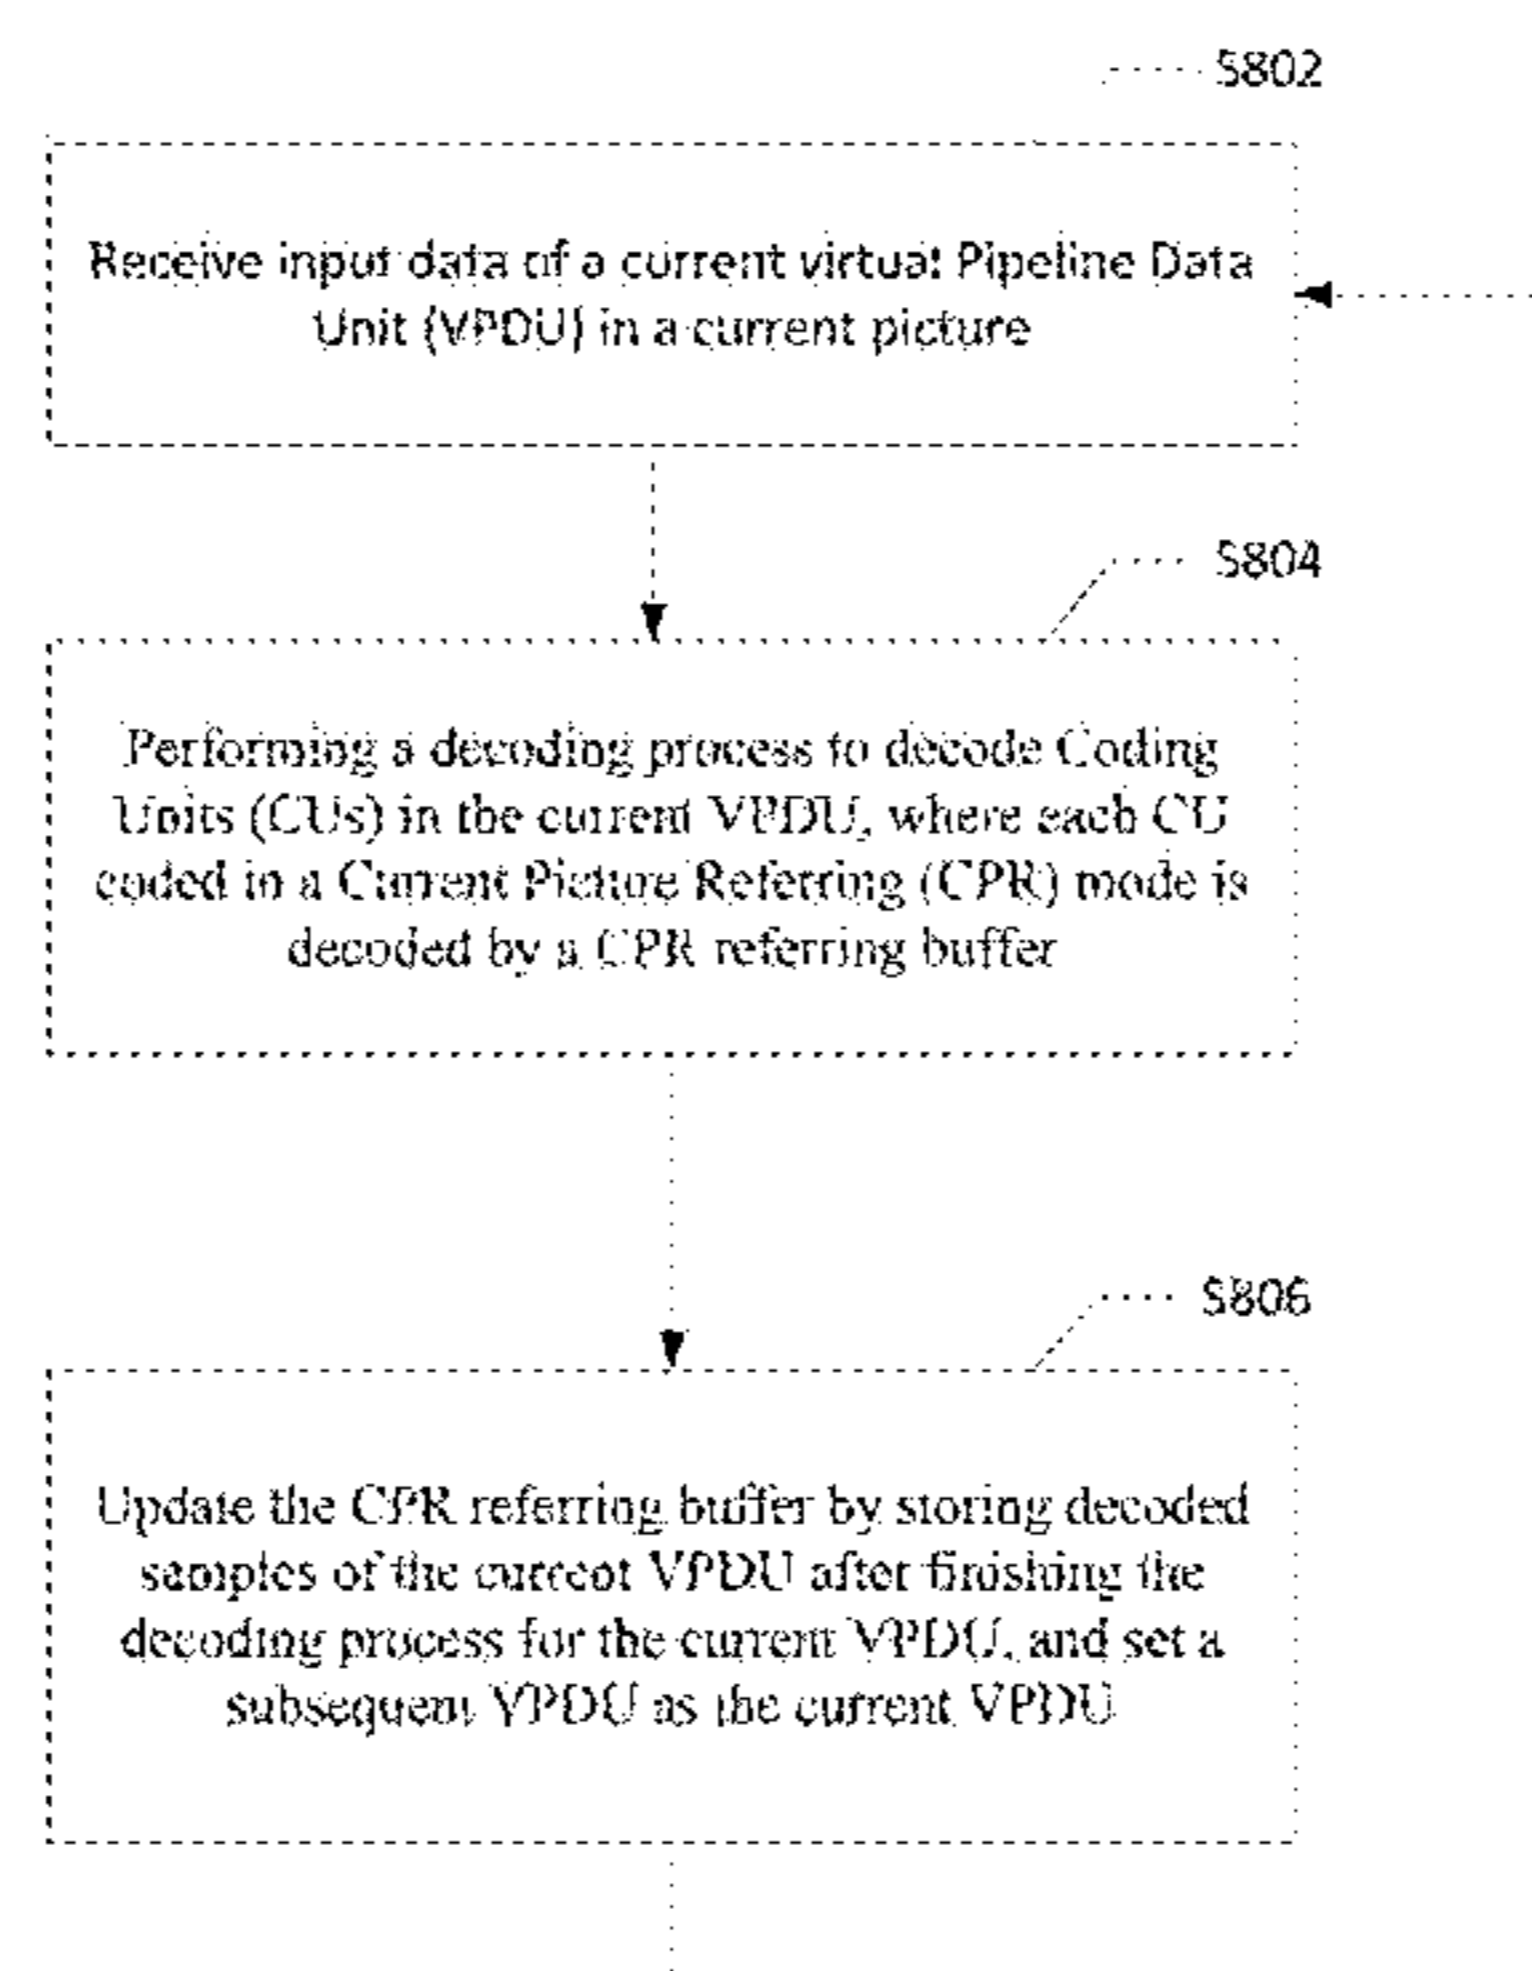 S802
Receive input data of a current virtual Pipeline Data
Unit (VPDU) in a current picture
S804
Performing a decoding process to decode Coding
Units (CUs) in the current VPDU, where each CU
coded in a Current Picture Referring (CPR) mode is
decoded by a CPR referring buffer
S806
Update the CPR referring buffer by storing decoded
samples of the current VPDU after finishing the
decoding process for the current VPDU, and set a
subsequent VPDU as the current VPDU